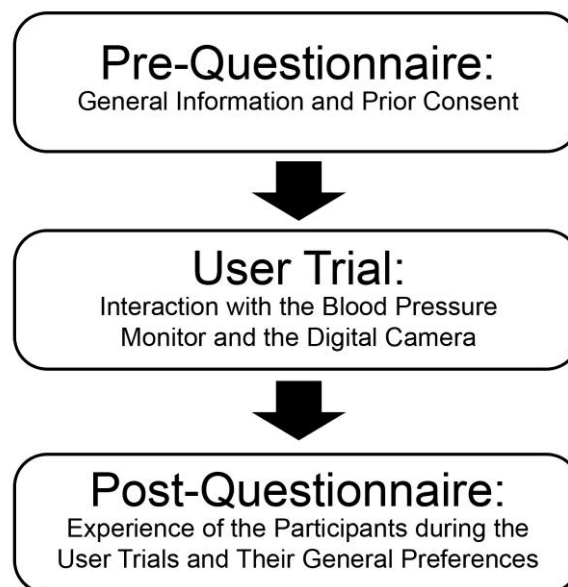 Pre-Questionnaire:
General Information and Prior Consent
User Trial:
Interaction with the Blood Pressure
Monitor and the Digital Camera
Post-Questionnaire:
Experience of the Participants during the
User Trials and Their General Preferences